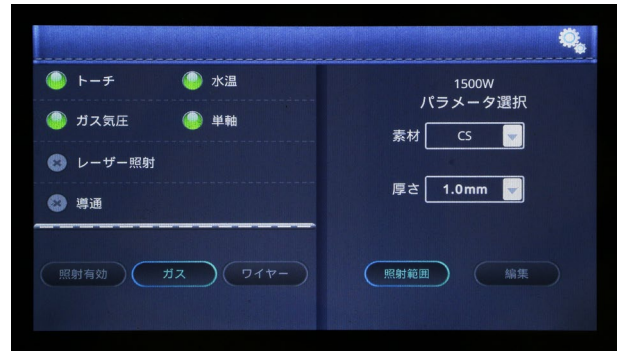 トーチ 水温
ガス気圧 単軸
レーザー照射
導通
照射有効 ガス ワイヤー
1500W
パラメータ選択
素材 CS
厚さ 1.0mm
照射範囲 編集